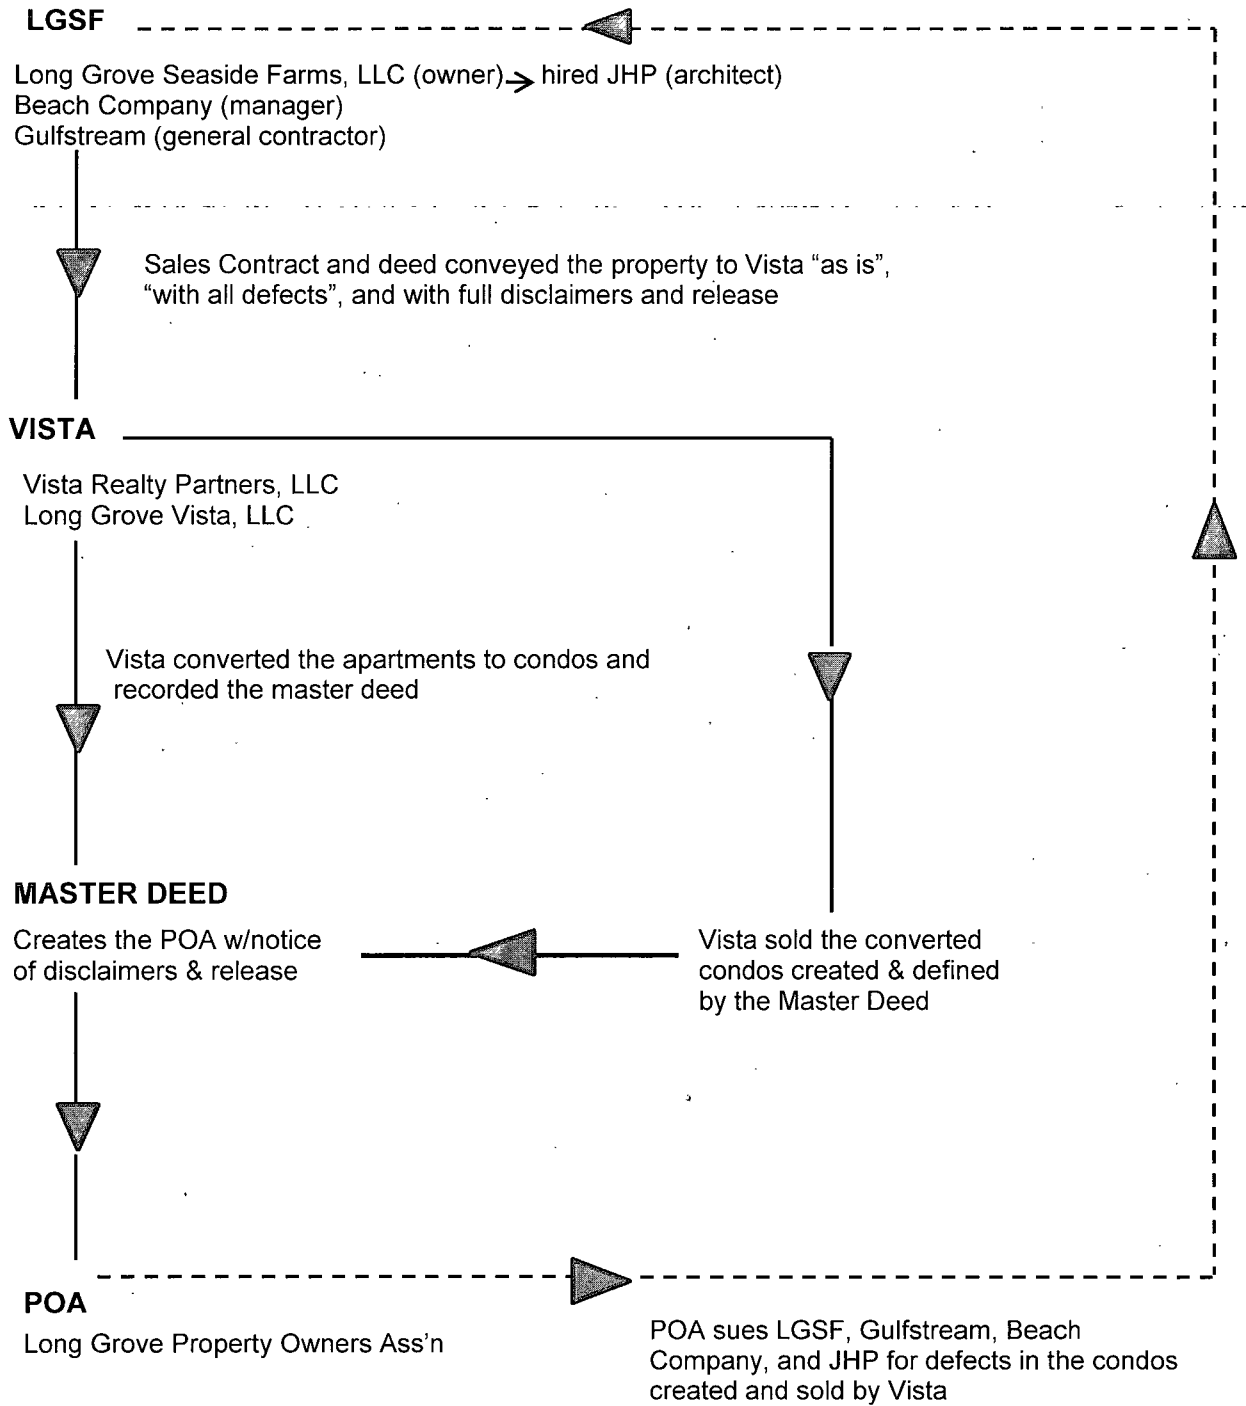 LGSF
Long Grove Seaside Farms, LLC (owner) hired JHP (architect)
Beach Company (manager)
Gulfstream (general contractor)
Sales Contract and deed conveyed the property to Vista “as is”,
“with all defects”, and with full disclaimers and release
VISTA
Vista Realty Partners, LLC
Long Grove Vista, LLC
Vista converted the apartments to condos and
recorded the master deed
MASTER DEED
Creates the POA w/notice
of disclaimers & release
Vista sold the converted
condos created & defined
by the Master Deed
POA
Long Grove Property Owners Ass'n
POA sues LGSF, Gulfstream, Beach
Company, and JHP for defects in the condos
created and sold by Vista